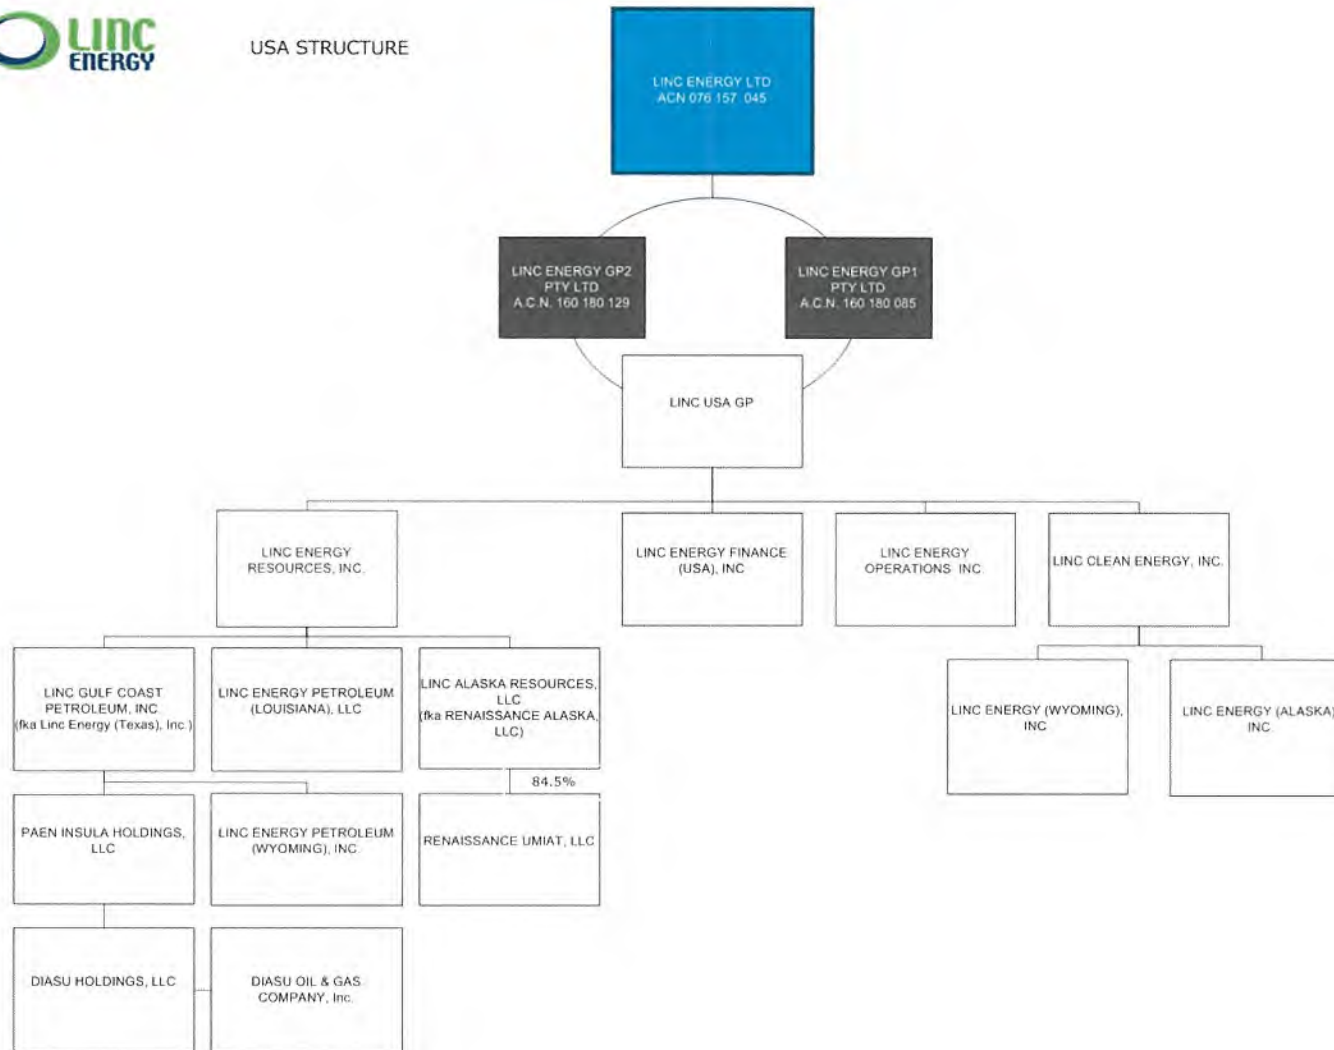 LINC
ENERGY
USA STRUCTURE
LINC ENERGY LTD
ACN 076 157 045
LINC ENERGY GP2
PTY LTD
A.C.N. 160 180 129
LINC ENERGY GP1
PTY LTD
A.C.N. 160 180 085
LINC USA GP
LINC ENERGY
RESOURCES, INC.
LINC ENERGY FINANCE
(USA), INC
LINC ENERGY
OPERATIONS INC.
LINC CLEAN ENERGY, INC.
LINC GULF COAST
PETROLEUM, INC.
(fka Linc Energy (Texas), Inc.)
LINC ENERGY PETROLEUM
(LOUISIANA), LLC
LINC ALASKA RESOURCES,
LLC
(fka RENAISSANCE ALASKA,
LLC)
LINC ENERGY (WYOMING),
INC
LINC ENERGY (ALASKA)
INC.
84.5%
PAEN INSULA HOLDINGS,
LLC
LINC ENERGY PETROLEUM
(WYOMING), INC.
RENAISSANCE UMIAT, LLC
DIASU HOLDINGS, LLC
DIASU OIL & GAS
COMPANY, Inc.